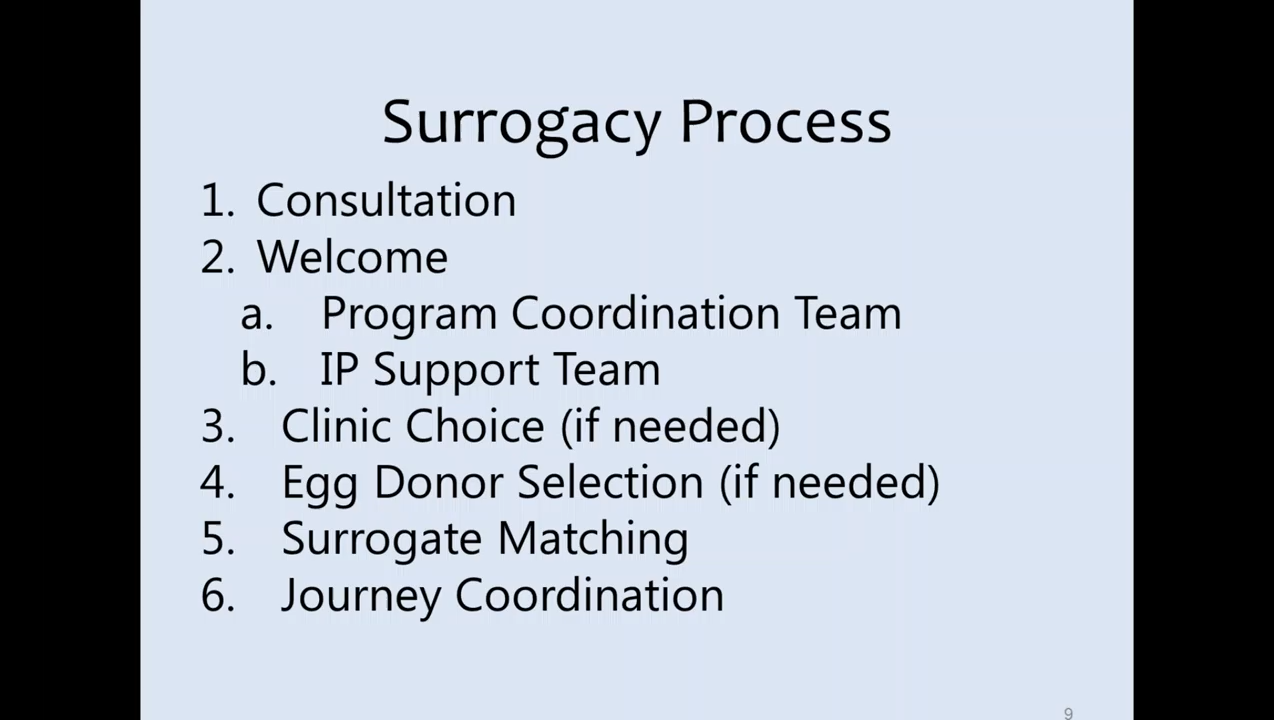 Surrogacy Process
1. Consultation
2. Welcome
a. Program Coordination Team
b. IP Support Team
3. Clinic Choice (if needed)
4. Egg Donor Selection (if needed)
5. Surrogate Matching
6. Journey Coordination
9